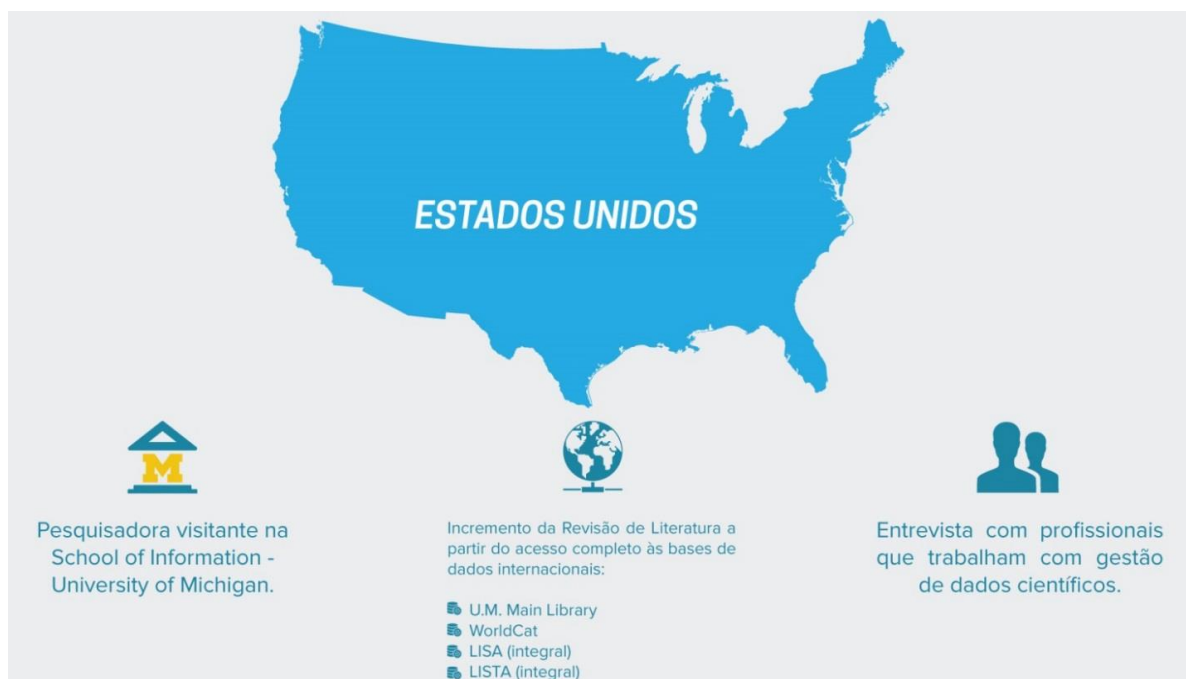 ESTADOS UNIDOS
M
Pesquisadora visitante na
School of Information -
University of Michigan.
Incremento da Revisão de Literatura a
partir do acesso completo às bases de
dados internacionais:
U.M. Main Library
WorldCat
LISA (integral)
LISTA (integral)
Entrevista com profissionais
que trabalham com gestão
de dados científicos.